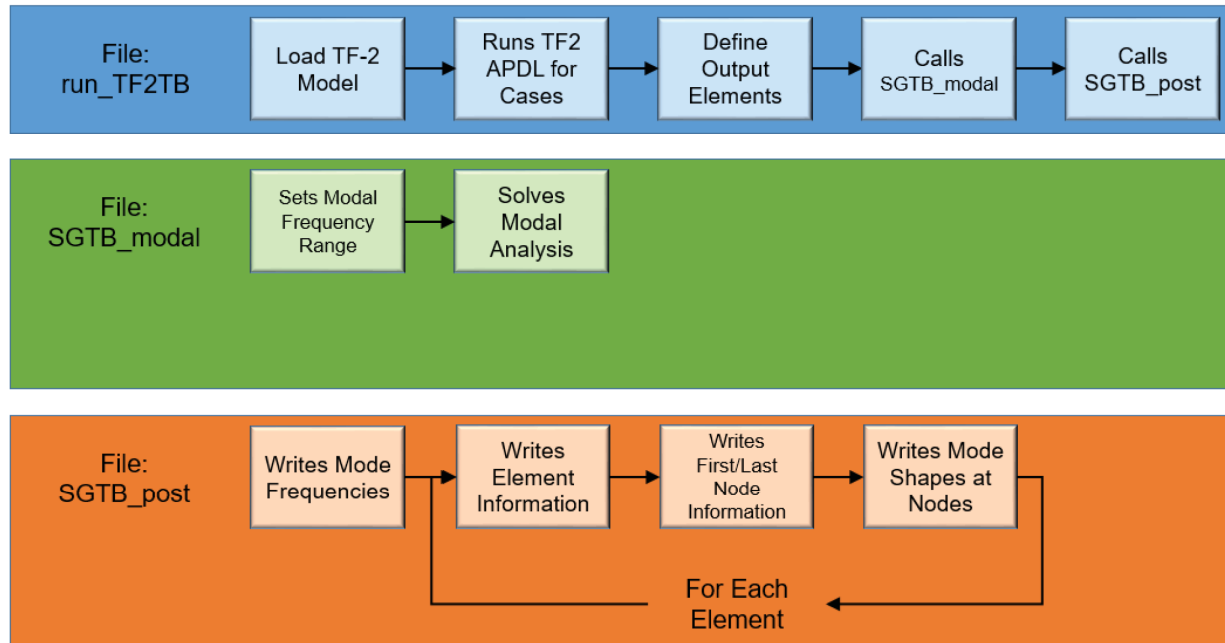 File:
run_TF2TB
Load TF-2
Model
Runs TF2
APDL for
Cases
Define
Output
Elements
Calls
SGTB_modal
Calls
SGTB_post
File:
SGTB_modal
Sets Modal
Frequency
Range
Solves
Modal
Analysis
File:
SGTB_post
Writes Mode
Frequencies
Writes
Element
Information
Writes
First/Last
Node
Information
Writes Mode
Shapes at
Nodes
For Each
Element